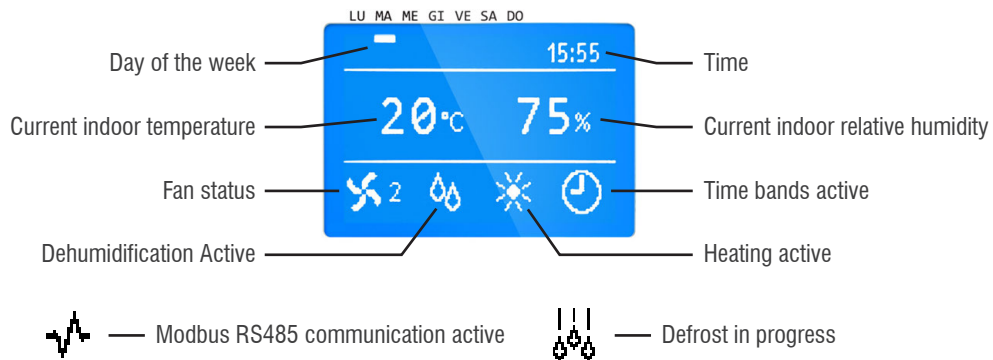 LU MA ME GI VE SA DO
Day of the week
15:55
Time
Current indoor temperature
20°C
75%
Current indoor relative humidity
Fan status
2
Time bands active
Dehumidification Active
Heating active
Modbus RS485 communication active
Defrost in progress